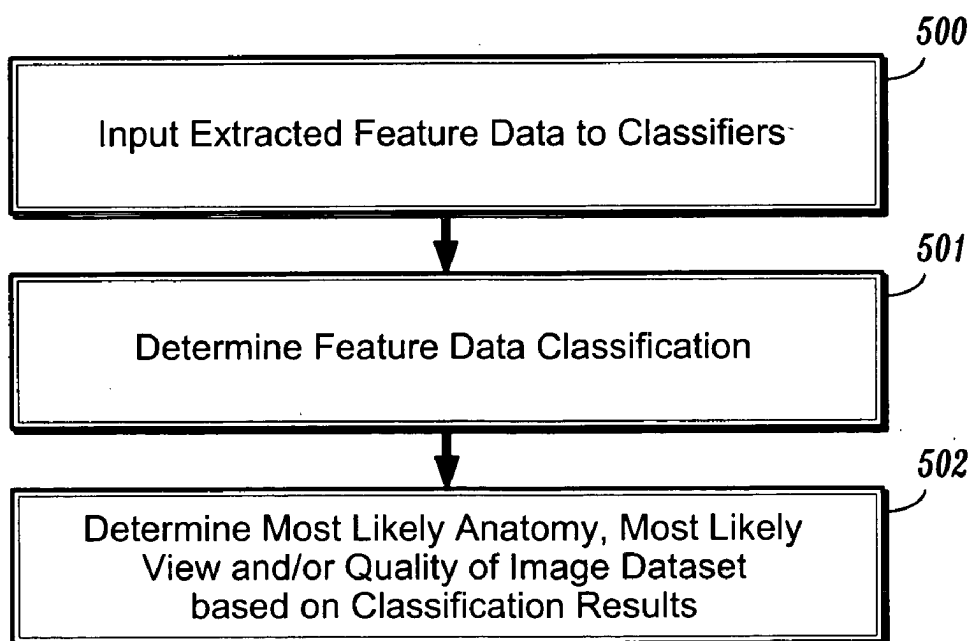 500
Input Extracted Feature Data to Classifiers
501
Determine Feature Data Classification
502
Determine Most Likely Anatomy, Most Likely
View and/or Quality of Image Dataset
based on Classification Results